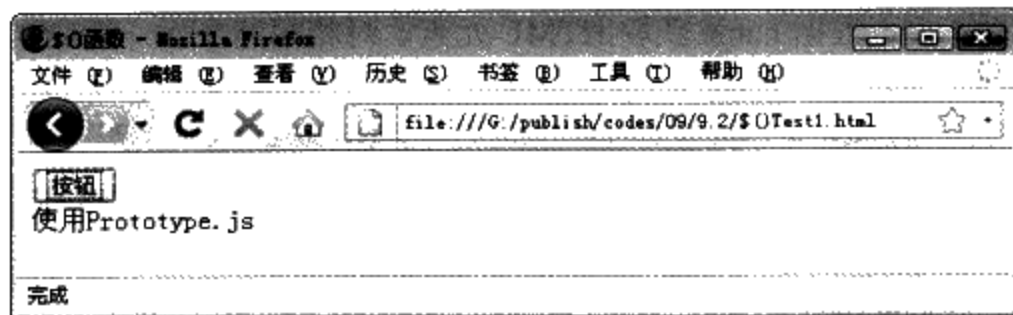 $()函数 - Mozilla Firefox
文件 (F) 编辑 (E) 查看 (V) 历史 (S) 书签 (B) 工具 (T) 帮助 (H)
file:///G:/publish/codes/09/9.2/$()Test1.html
按钮
使用Prototype.js
完成